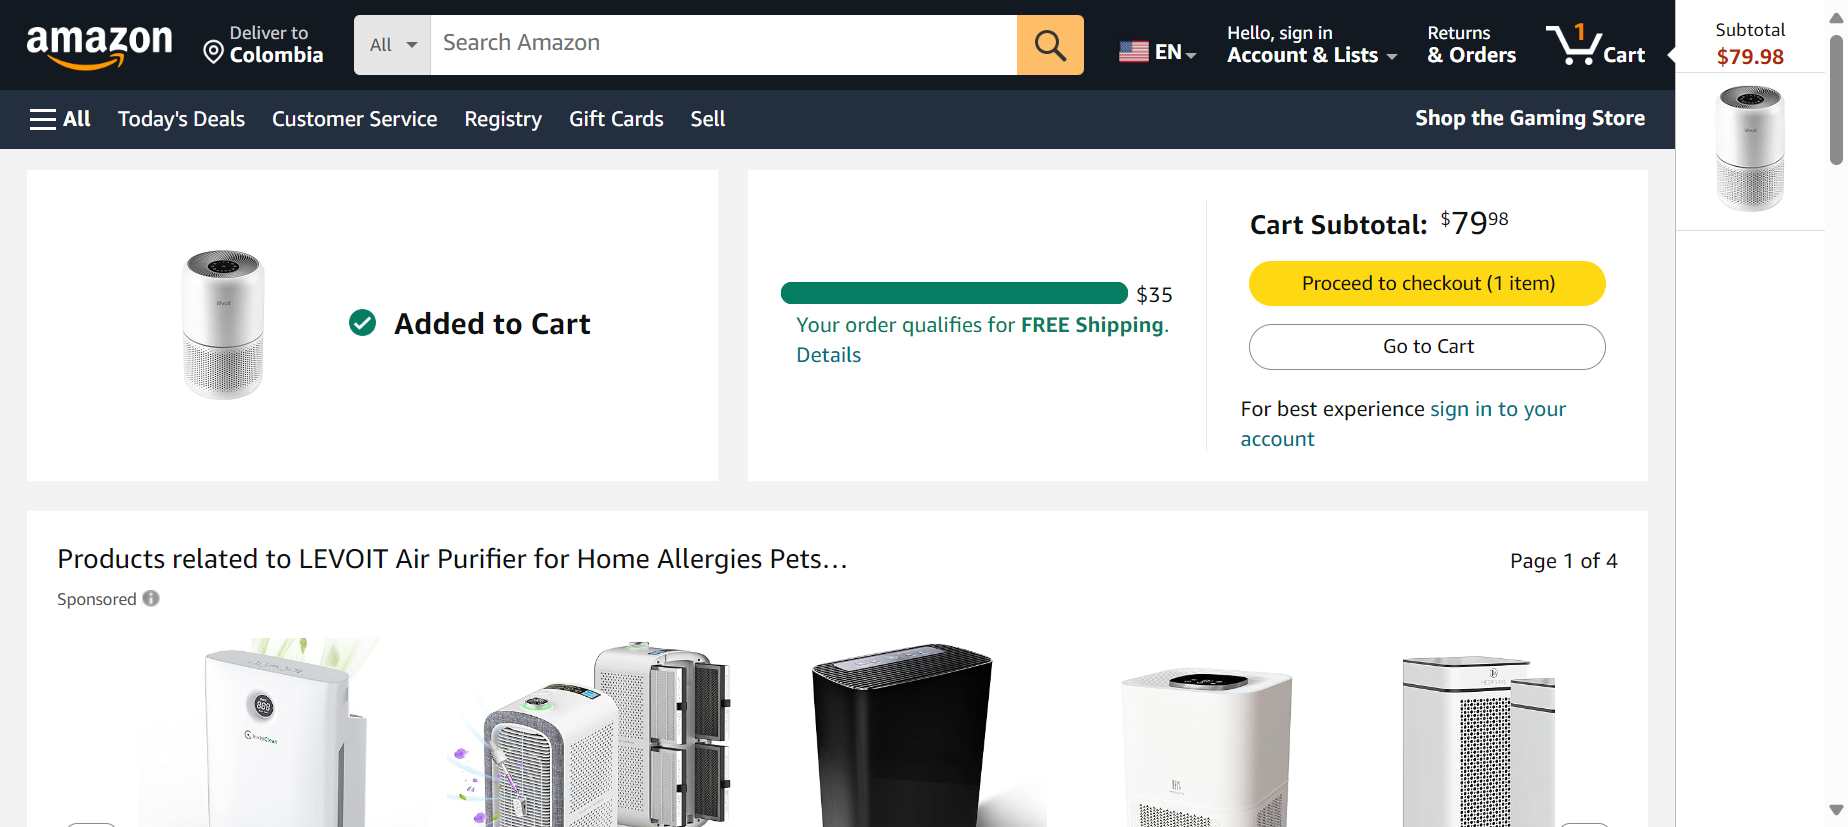 amazon
Deliver to
Colombia
All
Search Amazon
EN
Hello, sign in
Account & Lists
Returns
& Orders
1
Cart
Subtotal
$79.98
All
Today's Deals
Customer Service
Registry
Gift Cards
Sell
Shop the Gaming Store
Added to Cart
$35
Your order qualifies for FREE Shipping.
Details
Cart Subtotal: $79 98
Proceed to checkout (1 item)
Go to Cart
For best experience sign in to your
account
Products related to LEVOIT Air Purifier for Home Allergies Pets…
Page 1 of 4
Sponsored
levoit
levoit
888